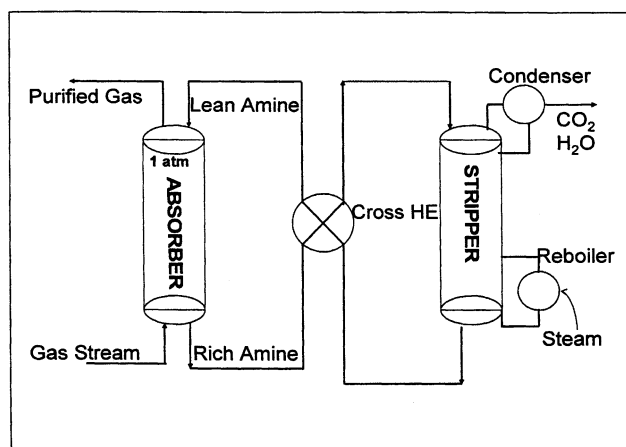 Condenser
Purified Gas
Lean Amine
CO₂
H₂O
1 atm
ABSORBER
STRIPPER
Cross HE
Reboiler
Gas Stream
Rich Amine
Steam